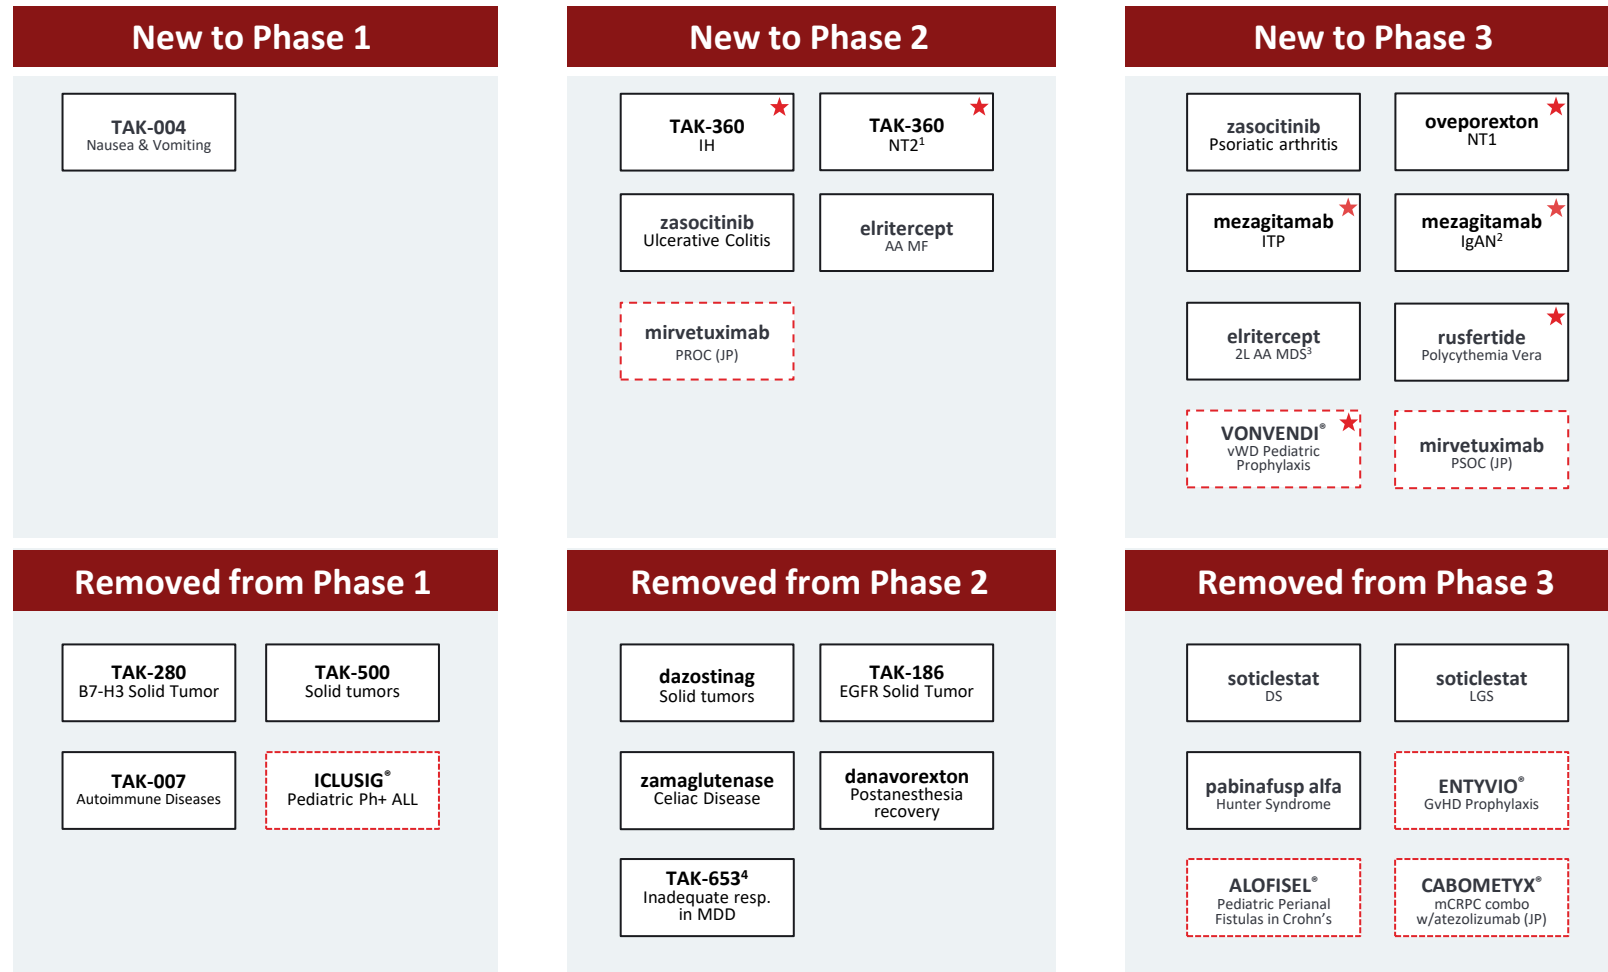 New to Phase 1
TAK-004
Nausea & Vomiting
New to Phase 2
TAK-360
IH
TAK-360
NT2¹
zasocitinib
Ulcerative Colitis
elritercept
AA MF
mirvetuximab
PROC (JP)
New to Phase 3
zasocitinib
Psoriatic arthritis
oveporexton
NT1
mezagitamab
ITP
mezagitamab
IgAN²
elritercept
2L AA MDS³
rusfertide
Polycythemia Vera
VONVENDI®
vWD Pediatric
Prophylaxis
mirvetuximab
PSOC (JP)
Removed from Phase 1
TAK-280
B7-H3 Solid Tumor
TAK-500
Solid tumors
TAK-007
Autoimmune Diseases
ICLUSIG®
Pediatric Ph+ ALL
Removed from Phase 2
dazostinag
Solid tumors
TAK-186
EGFR Solid Tumor
zamaglutenase
Celiac Disease
danavorexton
Postanesthesia
recovery
TAK-653⁴
Inadequate resp.
in MDD
Removed from Phase 3
soticlestat
DS
soticlestat
LGS
pabinafusp alfa
Hunter Syndrome
ENTYVIO®
GvHD Prophylaxis
ALOFISEL®
Pediatric Perianal
Fistulas in Crohn's
CABOMETYX®
mCRPC combo
w/atezolizumab (JP)